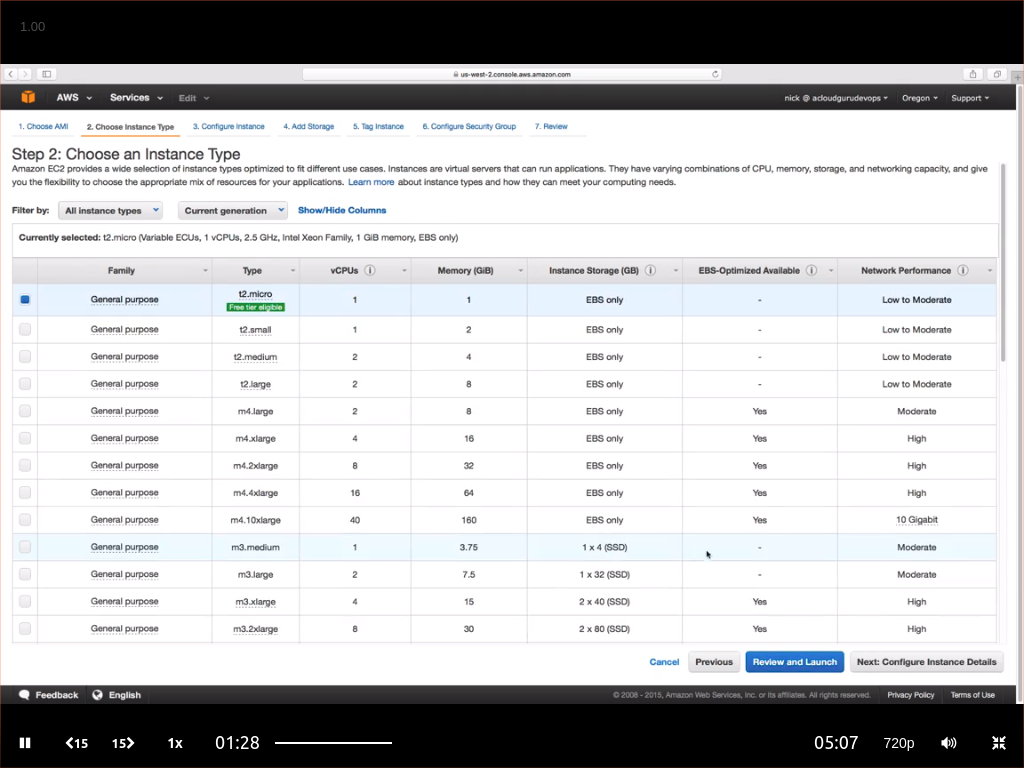 1.00
us-west-2.console.aws.amazon.com
AWS Services Edit nick @ acloudgurudevops Oregon Support
1. Choose AMI 2. Choose Instance Type 3. Configure Instance 4. Add Storage 5. Tag Instance 6. Configure Security Group 7. Review
Step 2: Choose an Instance Type
Amazon EC2 provides a wide selection of instance types optimized to fit different use cases. Instances are virtual servers that can run applications. They have varying combinations of CPU, memory, storage, and networking capacity, and give
you the flexibility to choose the appropriate mix of resources for your applications. Learn more about instance types and how they can meet your computing needs.
Filter by: All instance types Current generation Show/Hide Columns
Currently selected: t2.micro (Variable ECUs, 1 vCPUs, 2.5 GHz, Intel Xeon Family, 1 GiB memory, EBS only)
Family Type vCPUs Memory (GiB) Instance Storage (GB) EBS-Optimized Available Network Performance
General purpose t2.micro 1 1 EBS only - Low to Moderate
Free tier eligible
General purpose t2.small 1 2 EBS only - Low to Moderate
General purpose t2.medium 2 4 EBS only - Low to Moderate
General purpose t2.large 2 8 EBS only - Low to Moderate
General purpose m4.large 2 8 EBS only Yes Moderate
General purpose m4.xlarge 4 16 EBS only Yes High
General purpose m4.2xlarge 8 32 EBS only Yes High
General purpose m4.4xlarge 16 64 EBS only Yes High
General purpose m4.10xlarge 40 160 EBS only Yes 10 Gigabit
General purpose m3.medium 1 3.75 1 x 4 (SSD) - Moderate
General purpose m3.large 2 7.5 1 x 32 (SSD) - Moderate
General purpose m3.xlarge 4 15 2 x 40 (SSD) Yes High
General purpose m3.2xlarge 8 30 2 x 80 (SSD) Yes High
Cancel Previous Review and Launch Next: Configure Instance Details
Feedback English © 2008 - 2015, Amazon Web Services, Inc. or its affiliates. All rights reserved. Privacy Policy Terms of Use
15 15 1x 01:28 05:07 720p